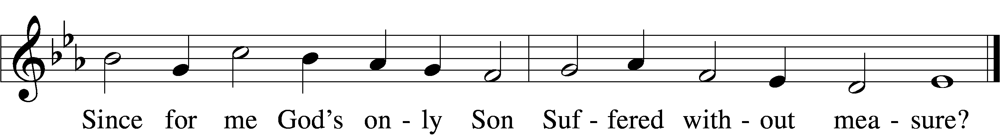 Since for me God's on - ly Son Suf - fered with - out mea - sure?